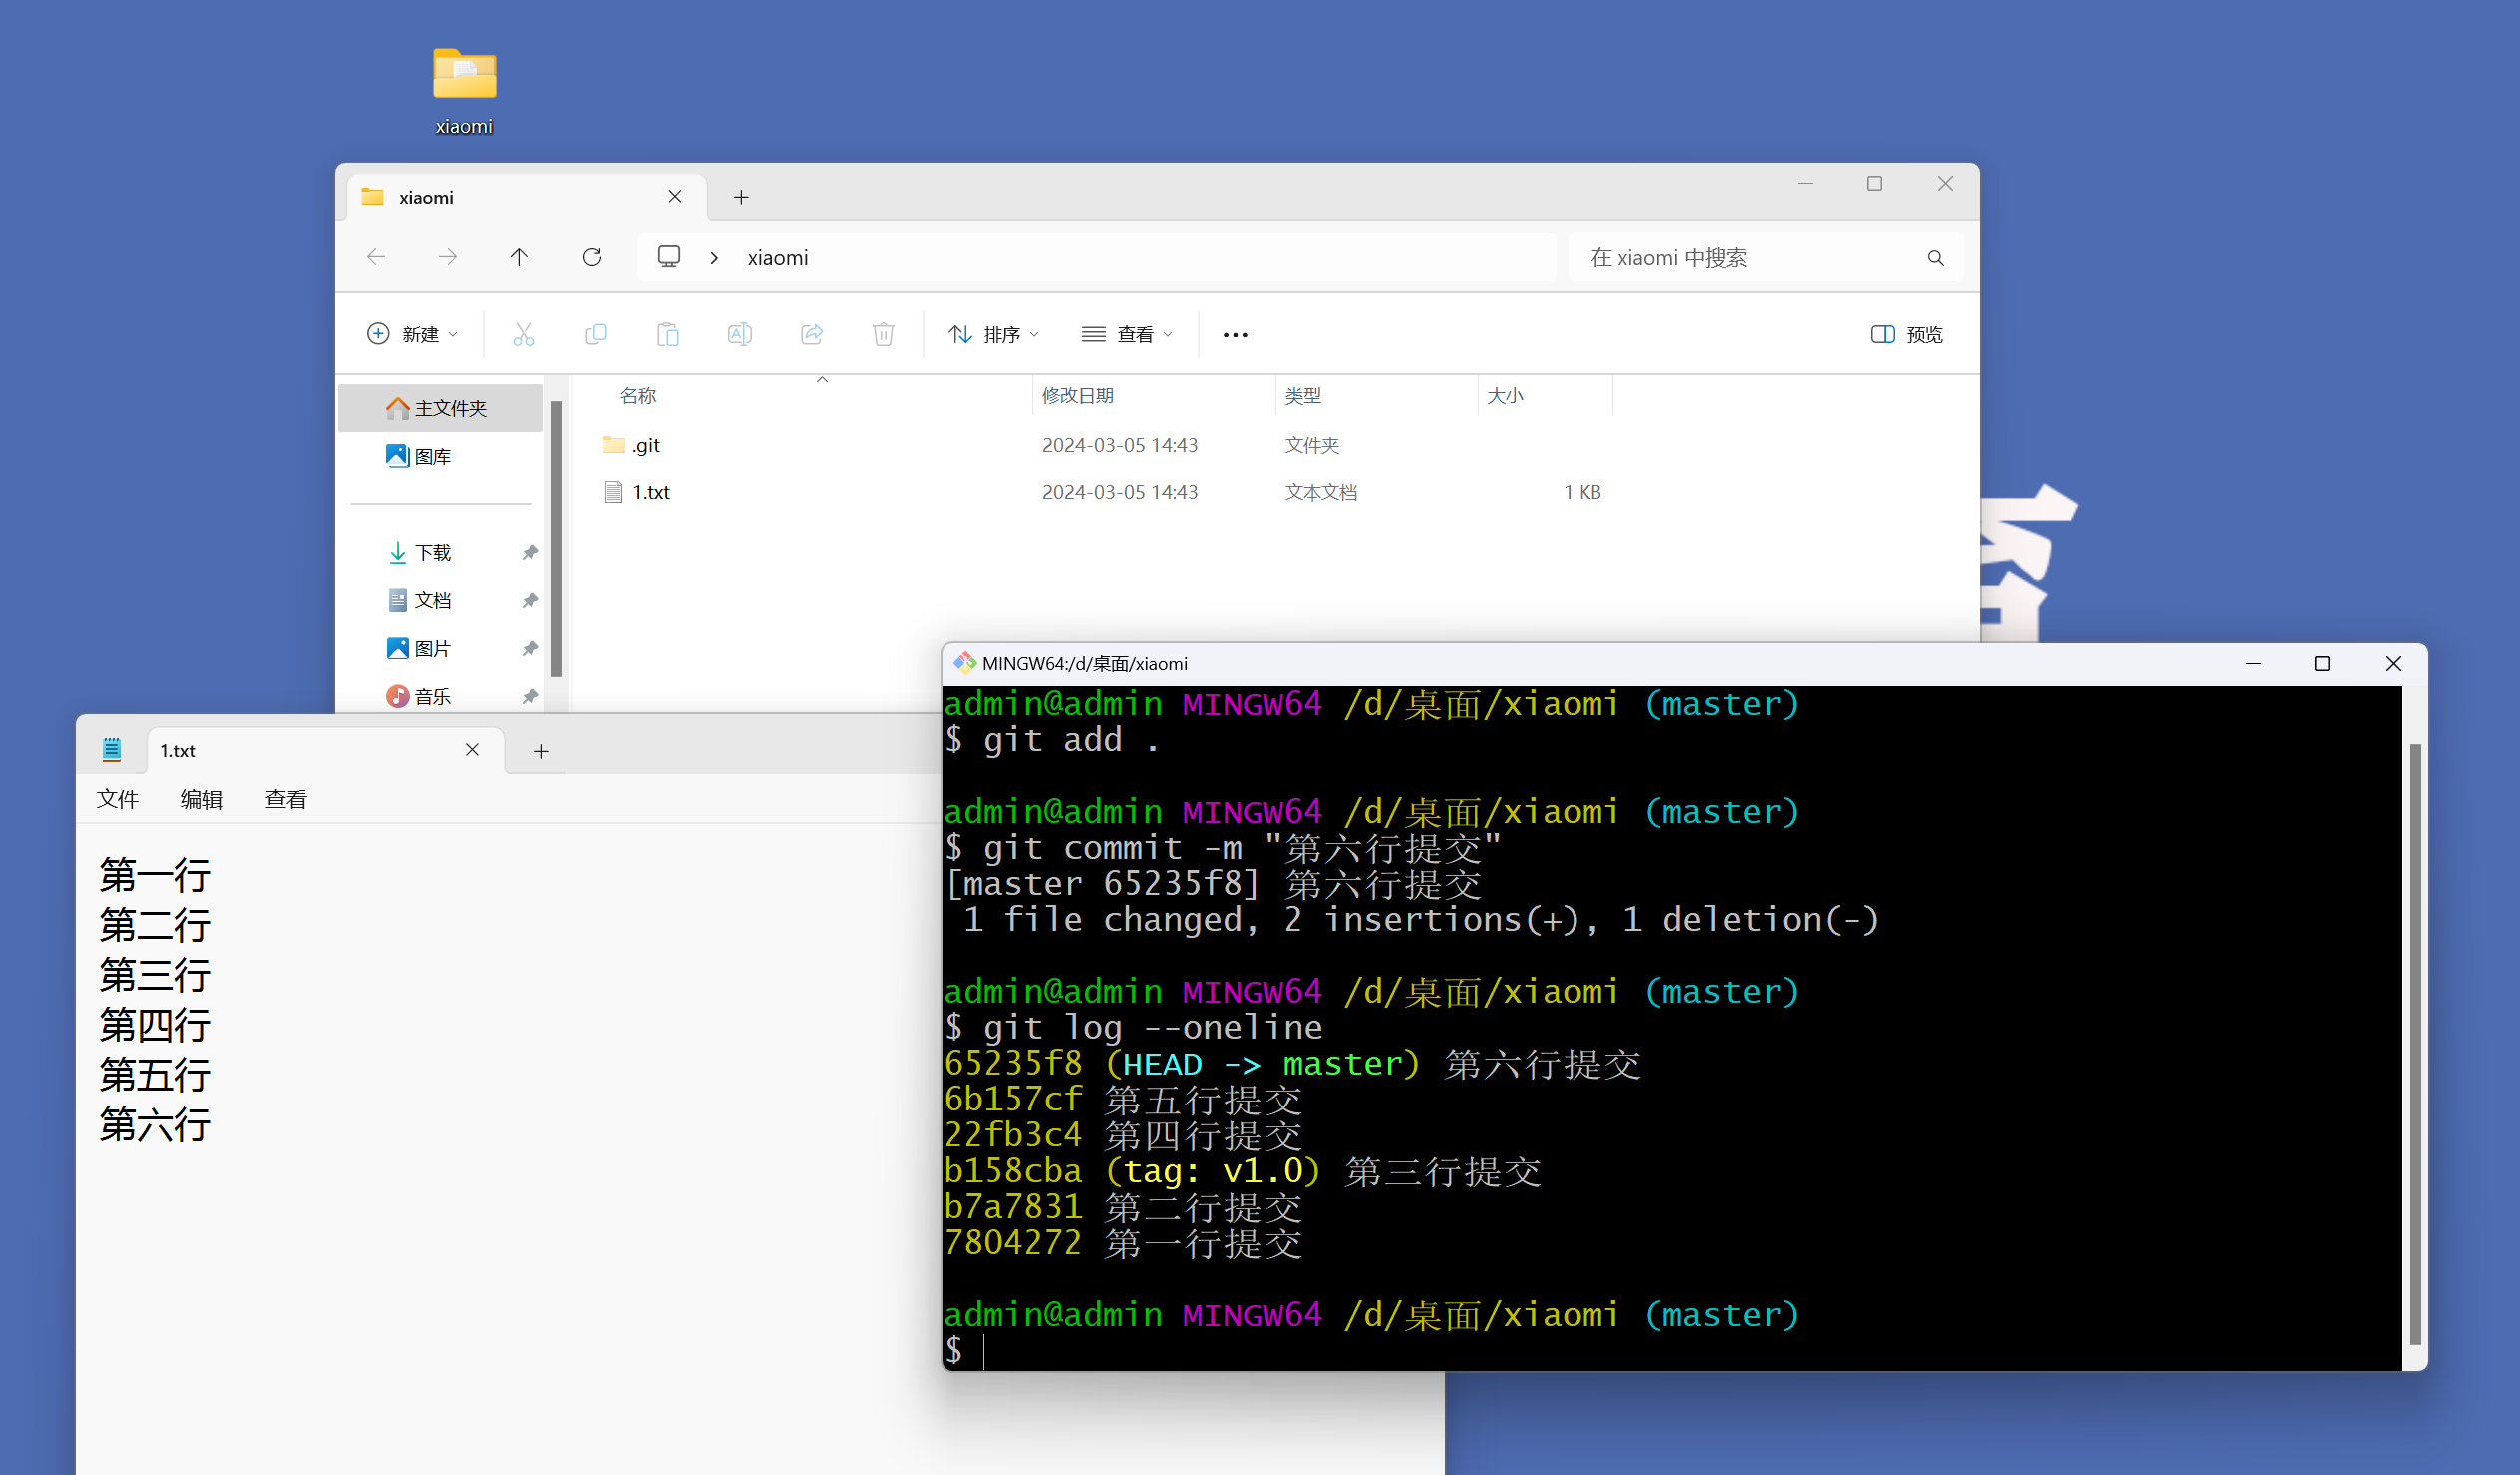 xiaomi
xiaomi
xiaomi
在 xiaomi 中搜索
新建
排序
查看
预览
名称
修改日期
类型
大小
主文件夹
图库
.git
2024-03-05 14:43
文件夹
1.txt
2024-03-05 14:43
文本文档
1 KB
下载
文档
图片
音乐
1.txt
文件
编辑
查看
第一行
第二行
第三行
第四行
第五行
第六行
MINGW64:/d/桌面/xiaomi
admin@admin MINGW64 /d/桌面/xiaomi (master)
$ git add .
admin@admin MINGW64 /d/桌面/xiaomi (master)
$ git commit -m "第六行提交"
[master 65235f8] 第六行提交
1 file changed, 2 insertions(+), 1 deletion(-)
admin@admin MINGW64 /d/桌面/xiaomi (master)
$ git log --oneline
65235f8 (HEAD -> master) 第六行提交
6b157cf 第五行提交
22fb3c4 第四行提交
b158cba (tag: v1.0) 第三行提交
b7a7831 第二行提交
7804272 第一行提交
admin@admin MINGW64 /d/桌面/xiaomi (master)
$